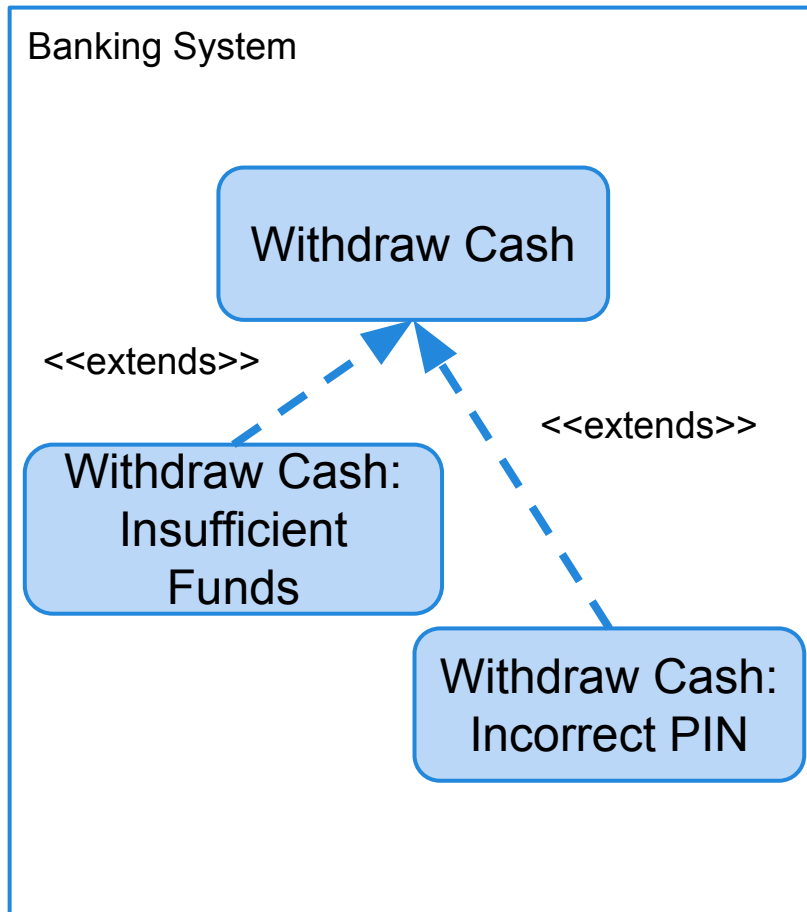 Banking System
Withdraw Cash
<<extends>>
<<extends>>
Withdraw Cash:
Insufficient
Funds
Withdraw Cash:
Incorrect PIN